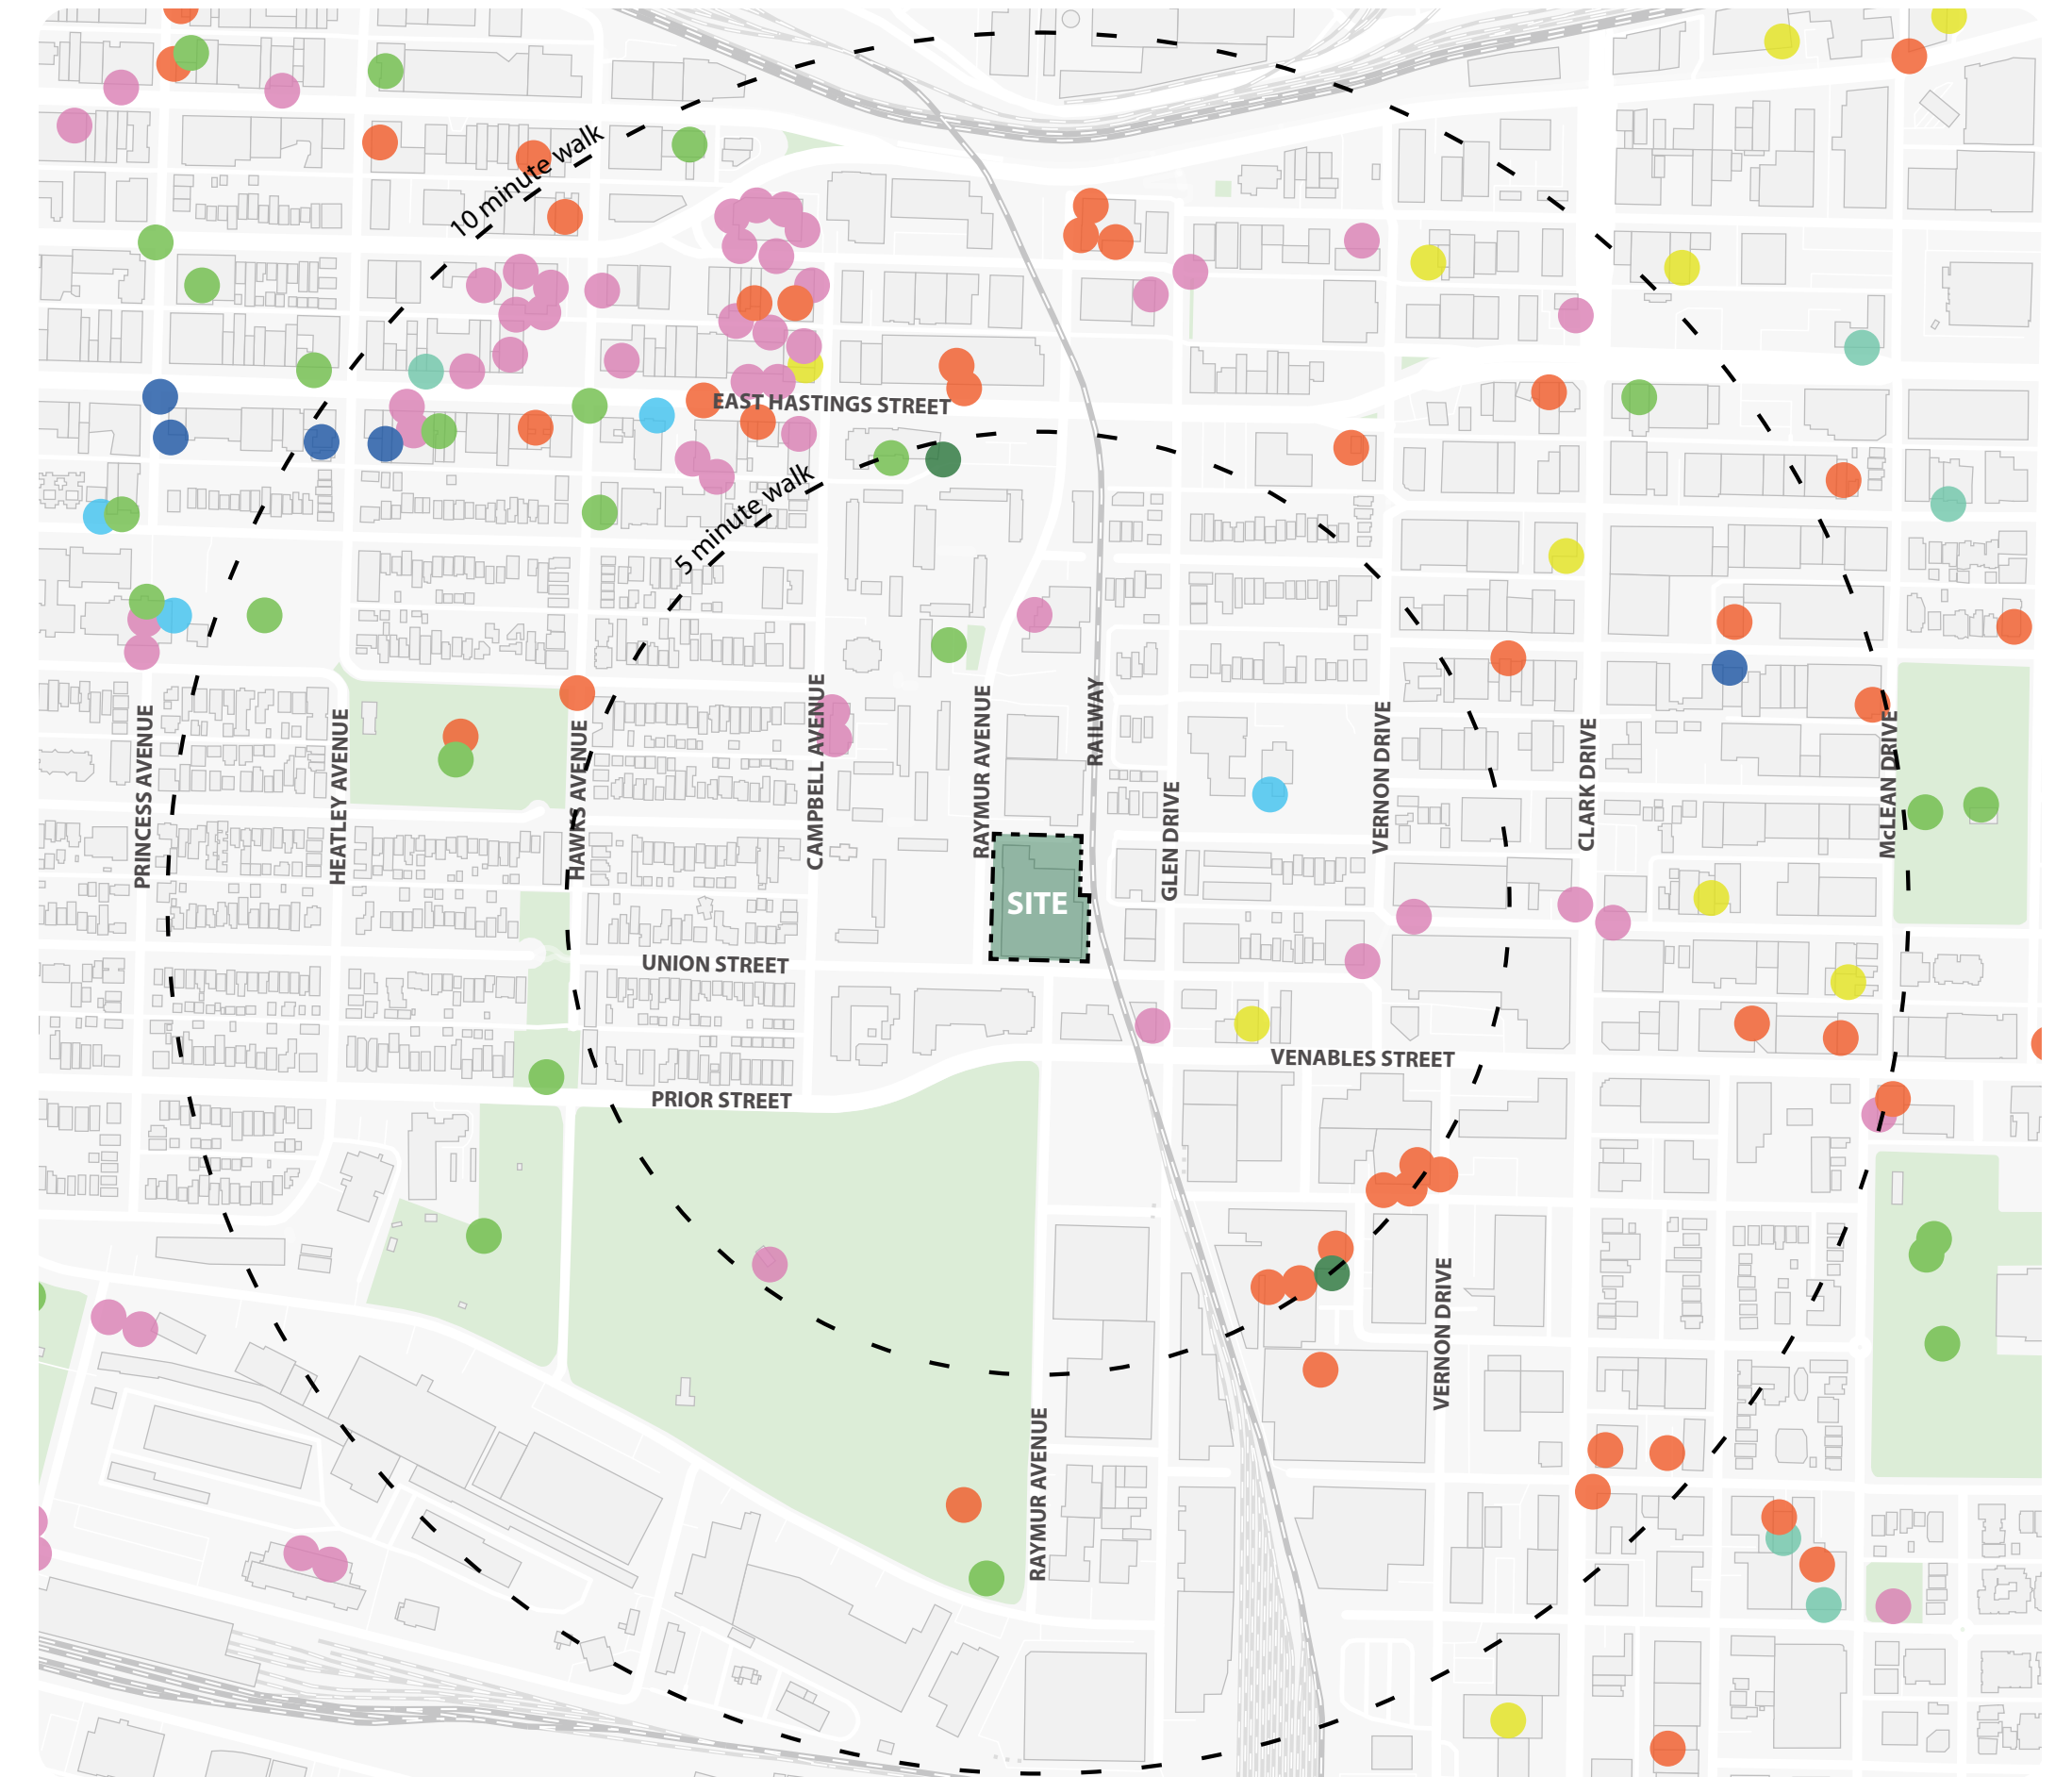 10 minute walk
EAST HASTINGS STREET
5 minute walk
PRINCESS AVENUE
HEATLEY AVENUE
HAWKS AVENUE
CAMPBELL AVENUE
RAYMUR AVENUE
RAILWAY
GLEN DRIVE
VERNON DRIVE
CLARK DRIVE
McLEAN DRIVE
SITE
UNION STREET
VENABLES STREET
PRIOR STREET
VERNON DRIVE
RAYMUR AVENUE